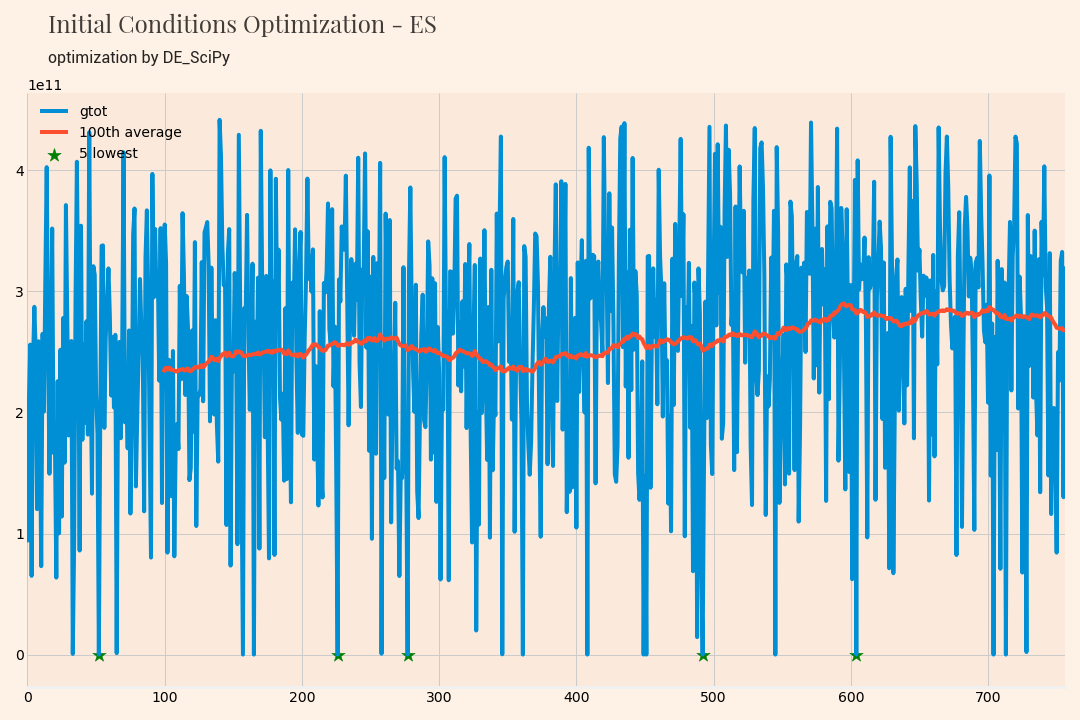 Initial Conditions Optimization - ES
optimization by DE_SciPy
1e11
gtot
100th average
5 lowest
4
3
2
1
0
0 100 200 300 400 500 600 700